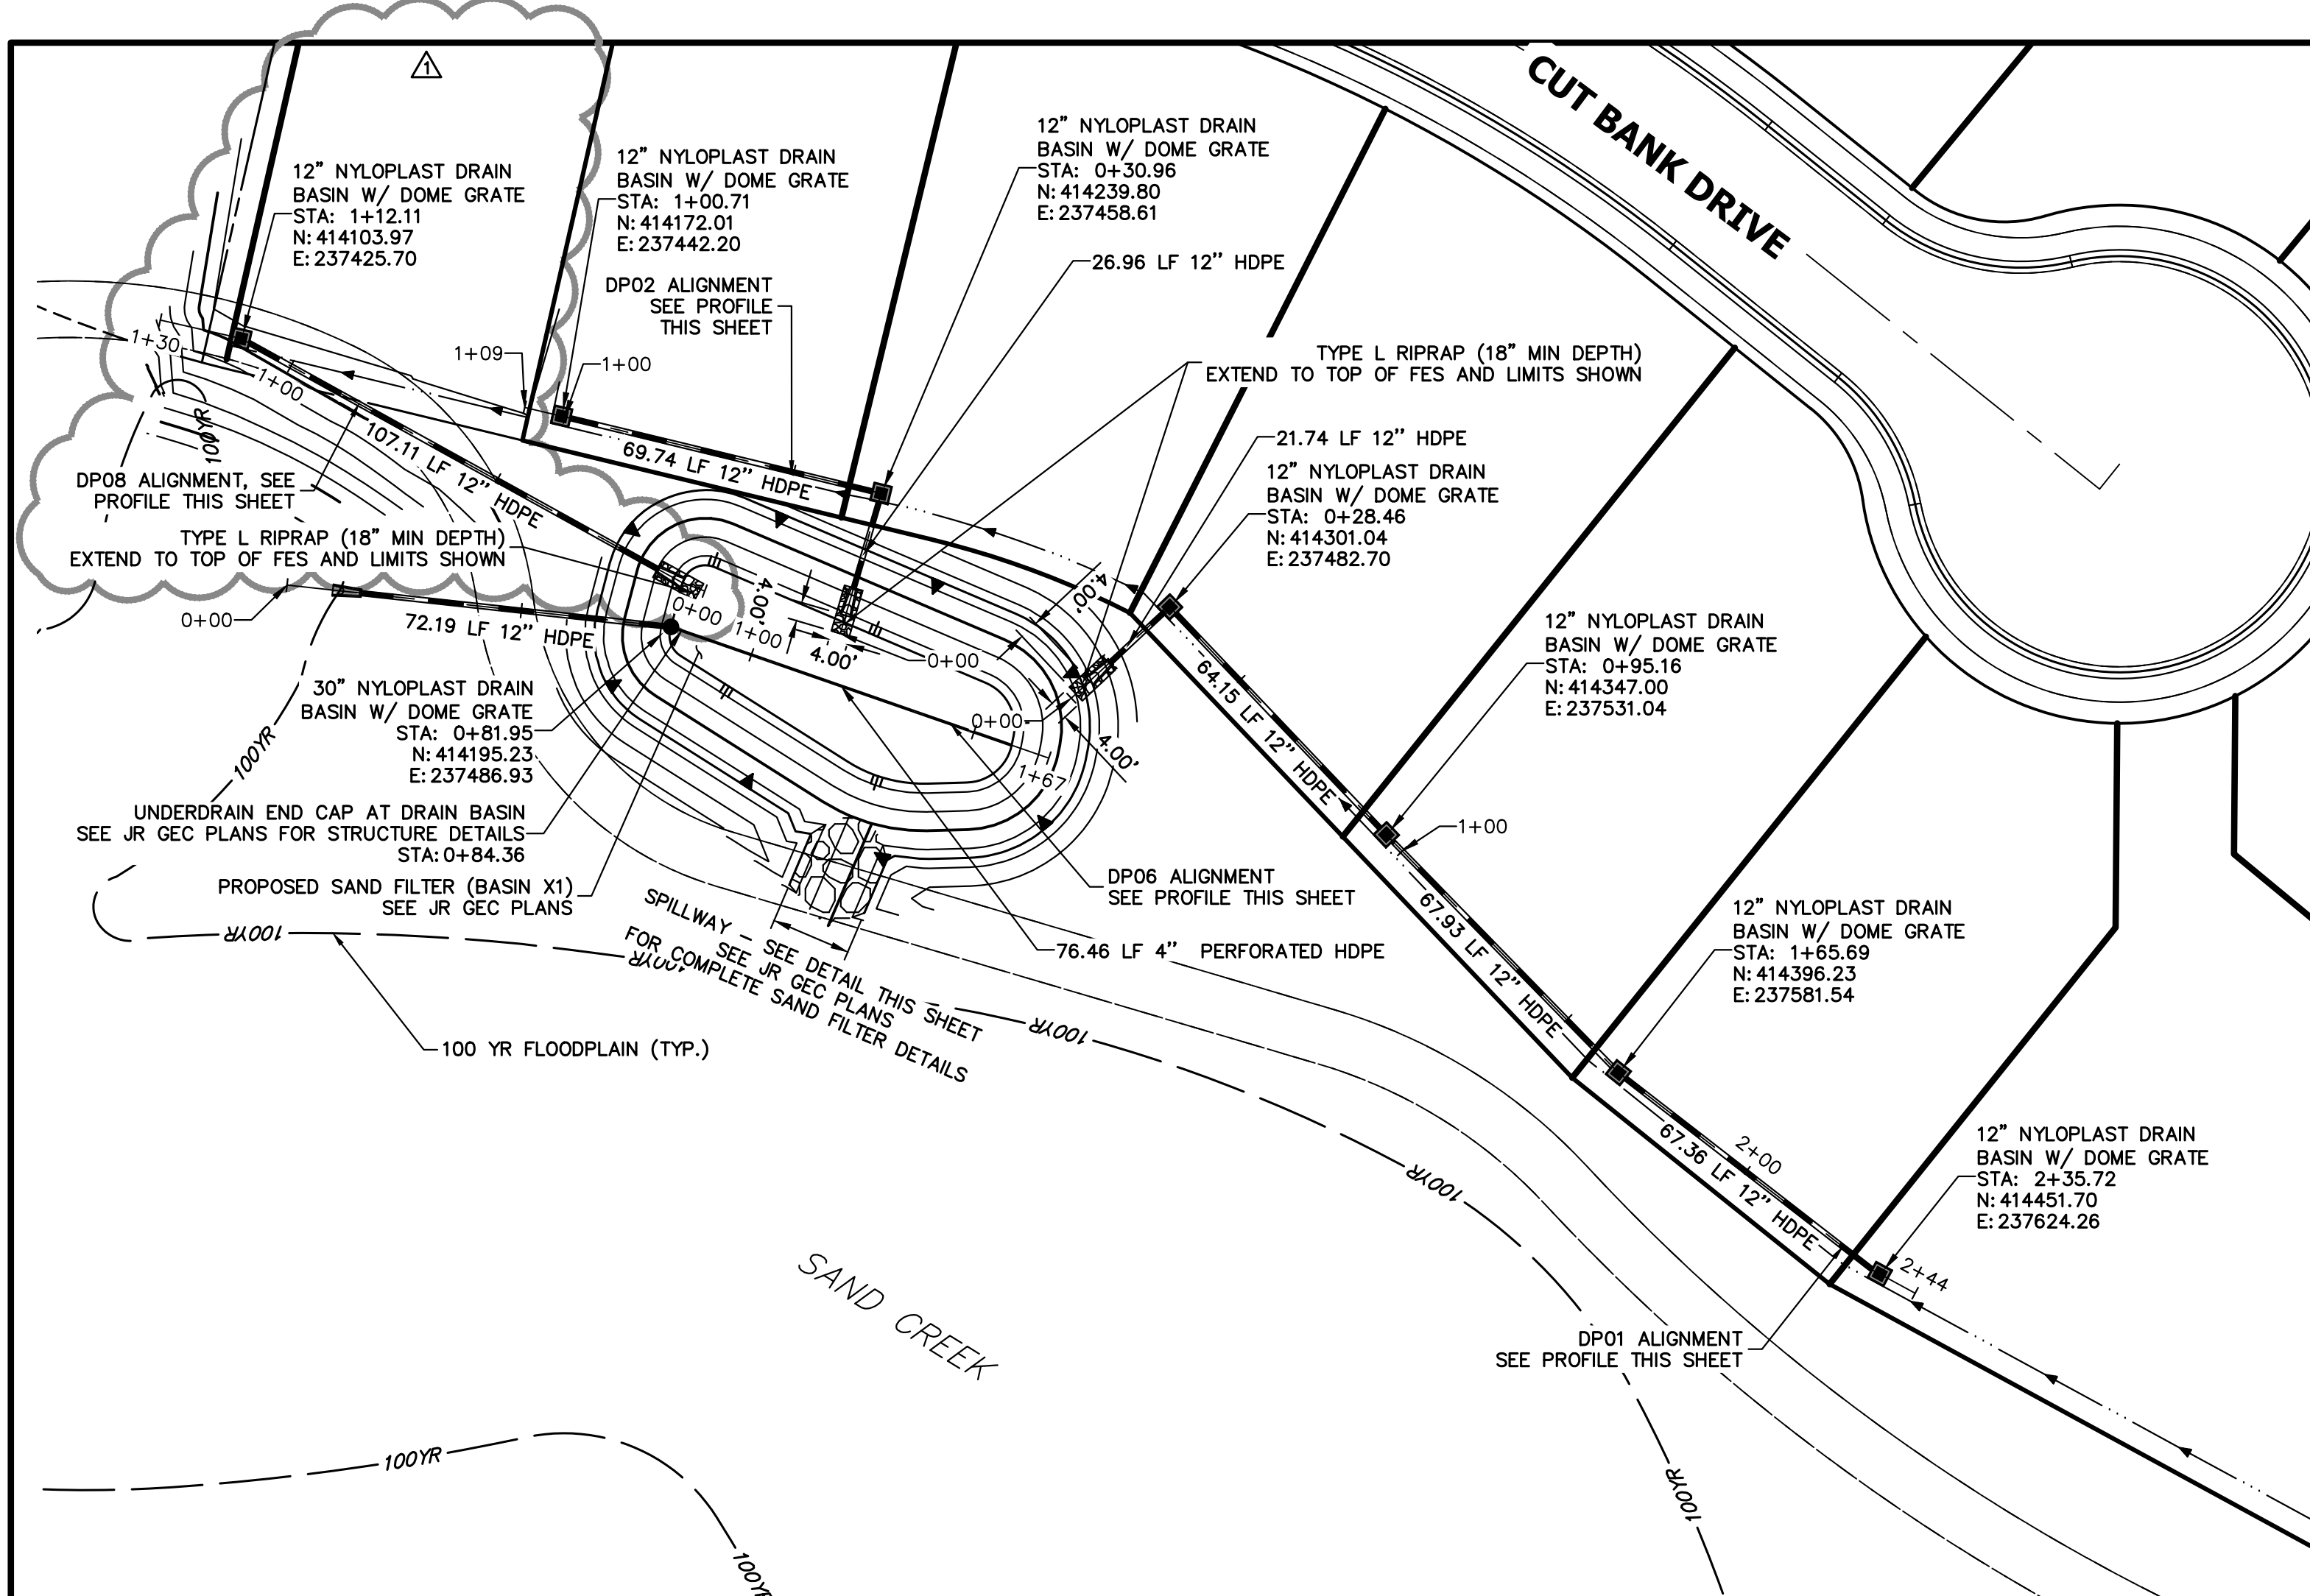 1
CUT BANK DRIVE
12" NYLOPLAST DRAIN
BASIN W/ DOME GRATE
STA: 1+12.11
N: 414103.97
E: 237425.70
12" NYLOPLAST DRAIN
BASIN W/ DOME GRATE
STA: 1+00.71
N: 414172.01
E: 237442.20
12" NYLOPLAST DRAIN
BASIN W/ DOME GRATE
STA: 0+30.96
N: 414239.80
E: 237458.61
26.96 LF 12" HDPE
DP02 ALIGNMENT
SEE PROFILE
THIS SHEET
1+30
1+00
1+09
1+00
TYPE L RIPRAP (18" MIN DEPTH)
EXTEND TO TOP OF FES AND LIMITS SHOWN
100YR
107.11 LF 12" HDPE
69.74 LF 12" HDPE
21.74 LF 12" HDPE
12" NYLOPLAST DRAIN
BASIN W/ DOME GRATE
STA: 0+28.46
N: 414301.04
E: 237482.70
DP08 ALIGNMENT, SEE
PROFILE THIS SHEET
TYPE L RIPRAP (18" MIN DEPTH)
EXTEND TO TOP OF FES AND LIMITS SHOWN
0+00
72.19 LF 12" HDPE
0+00
1+00
4.00'
4.00'
0+00
4.00'
0+00
4.00'
1+67
64.15 LF 12" HDPE
12" NYLOPLAST DRAIN
BASIN W/ DOME GRATE
STA: 0+95.16
N: 414347.00
E: 237531.04
30" NYLOPLAST DRAIN
BASIN W/ DOME GRATE
STA: 0+81.95
N: 414195.23
E: 237486.93
100YR
UNDERDRAIN END CAP AT DRAIN BASIN
SEE JR GEC PLANS FOR STRUCTURE DETAILS
STA: 0+84.36
PROPOSED SAND FILTER (BASIN X1)
SEE JR GEC PLANS
1+00
DP06 ALIGNMENT
SEE PROFILE THIS SHEET
76.46 LF 4" PERFORATED HDPE
67.93 LF 12" HDPE
100YR
100YR
SPILLWAY - SEE DETAIL THIS SHEET
SEE JR GEC PLANS
FOR COMPLETE SAND FILTER DETAILS
100YR
100 YR FLOODPLAIN (TYP.)
12" NYLOPLAST DRAIN
BASIN W/ DOME GRATE
STA: 1+65.69
N: 414396.23
E: 237581.54
100YR
2+00
67.36 LF 12" HDPE
12" NYLOPLAST DRAIN
BASIN W/ DOME GRATE
STA: 2+35.72
N: 414451.70
E: 237624.26
2+44
SAND CREEK
DP01 ALIGNMENT
SEE PROFILE THIS SHEET
100YR
100YR
100YR